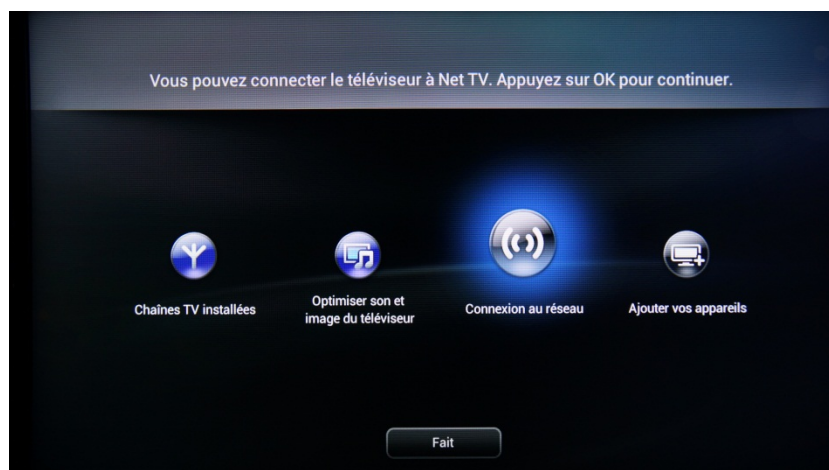 Vous pouvez connecter le téléviseur à Net TV. Appuyez sur OK pour continuer.
Chaînes TV installées
Optimiser son et
image du téléviseur
Connexion au réseau
Ajouter vos appareils
Fait